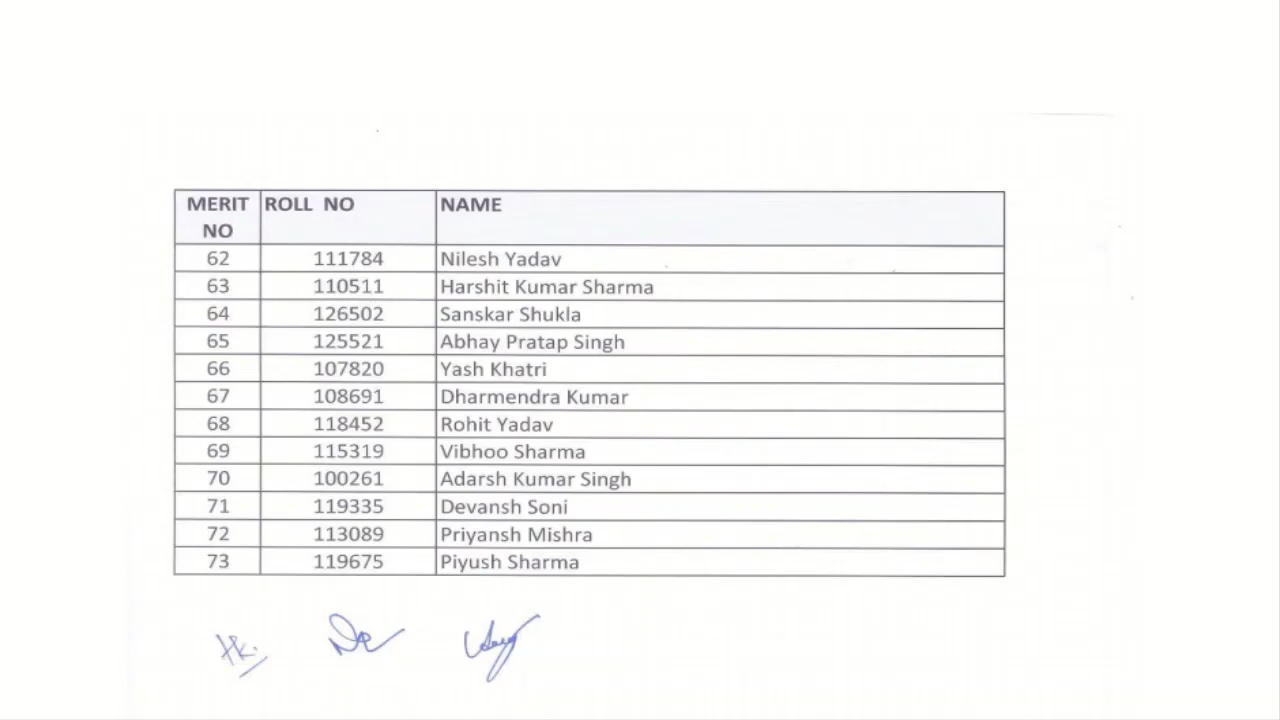 MERIT NO ROLL NO NAME
62 111784 Nilesh Yadav
63 110511 Harshit Kumar Sharma
64 126502 Sanskar Shukla
65 125521 Abhay Pratap Singh
66 107820 Yash Khatri
67 108691 Dharmendra Kumar
68 118452 Rohit Yadav
69 115319 Vibhoo Sharma
70 100261 Adarsh Kumar Singh
71 119335 Devansh Soni
72 113089 Priyansh Mishra
73 119675 Piyush Sharma